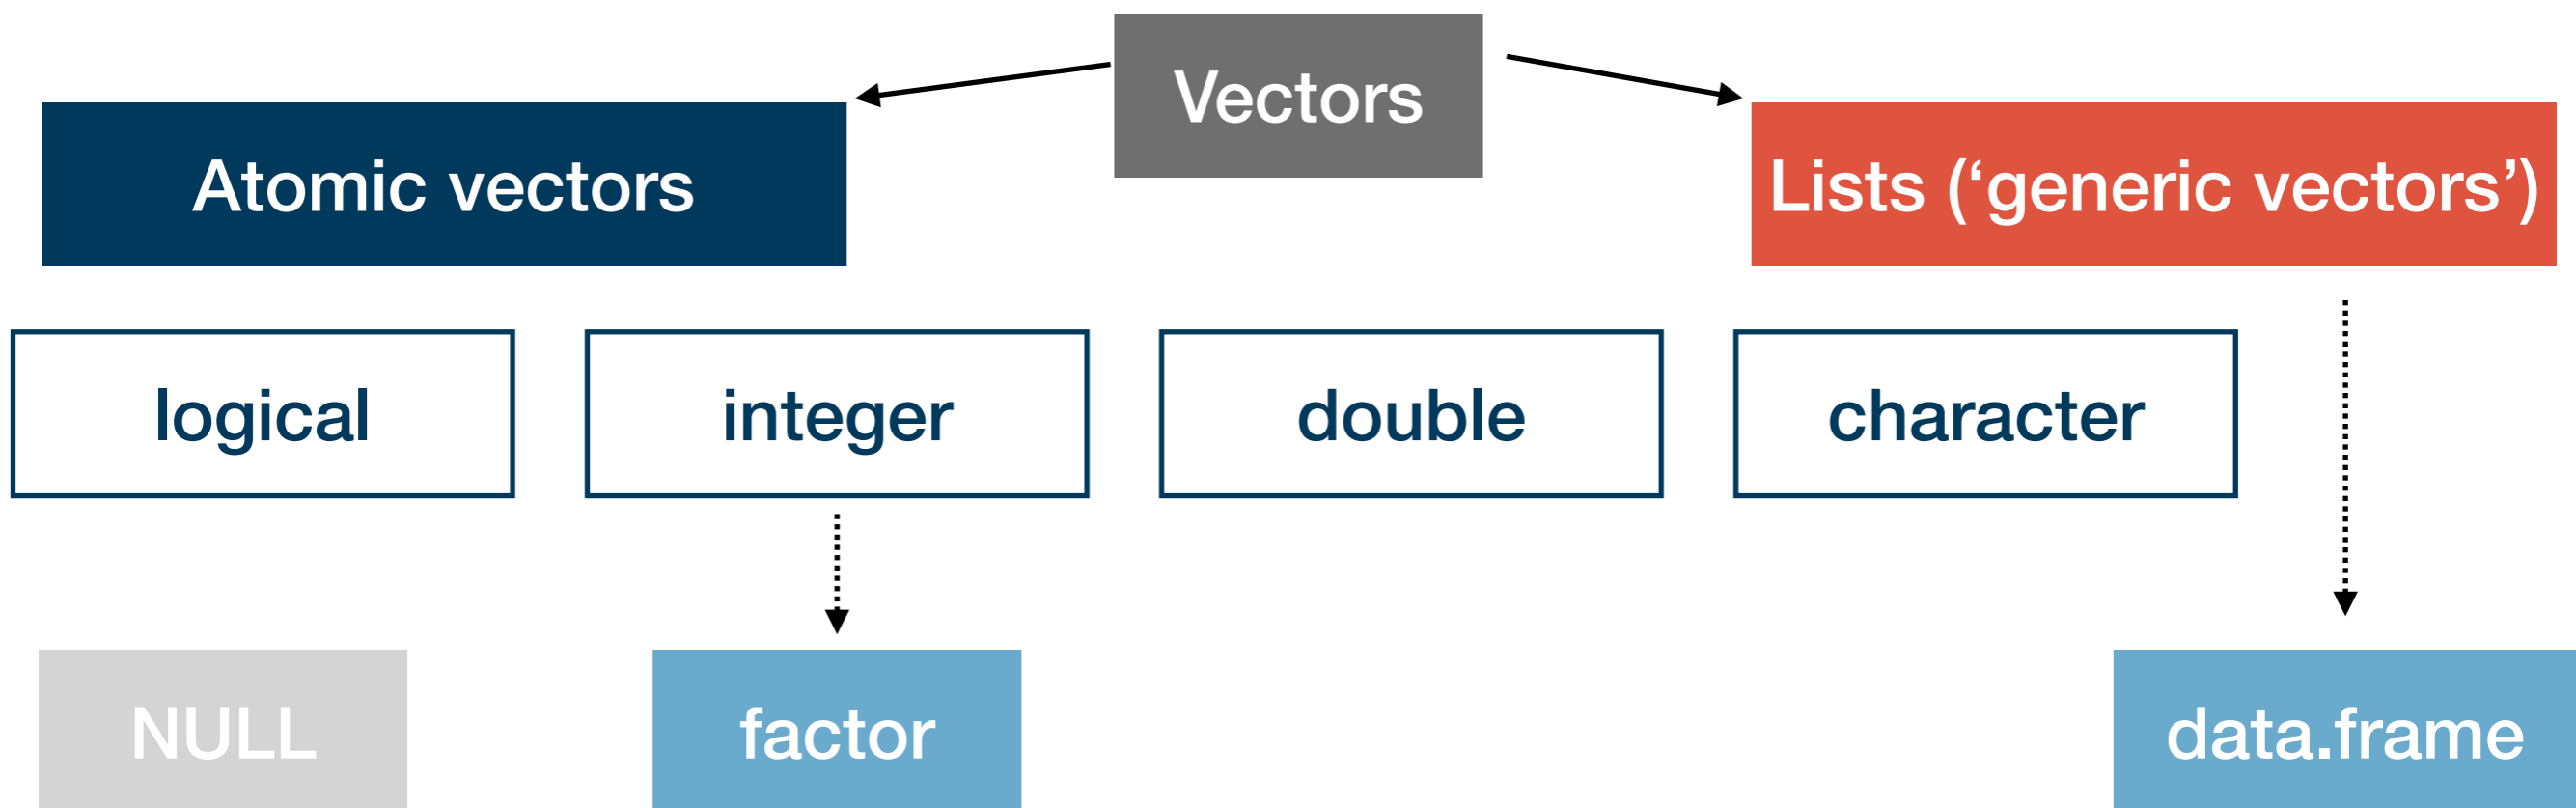 Vectors
Atomic vectors
Lists (‘generic vectors’)
logical
integer
double
character
NULL
factor
data.frame